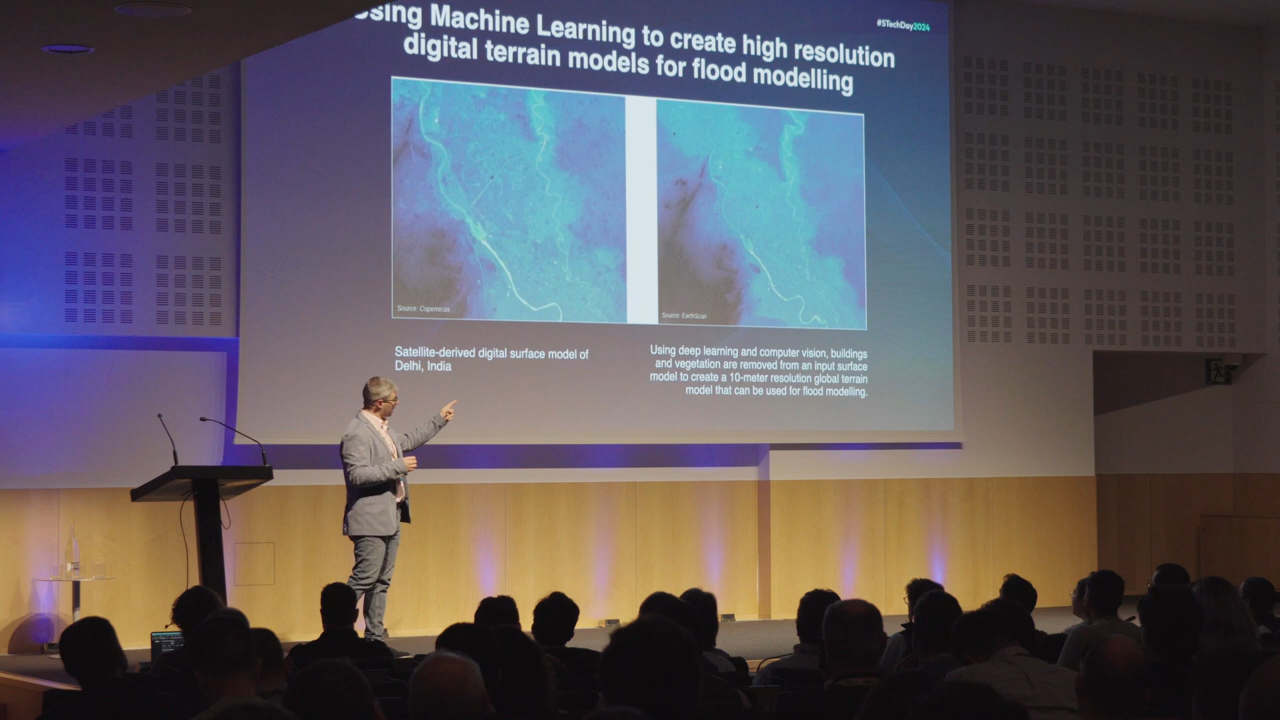 #STechDay2024
Using Machine Learning to create high resolution
digital terrain models for flood modelling
Source: Copernicus
Source: EarthScan
Satellite-derived digital surface model of
Delhi, India
Using deep learning and computer vision, buildings
and vegetation are removed from an input surface
model to create a 10-meter resolution global terrain
model that can be used for flood modelling.